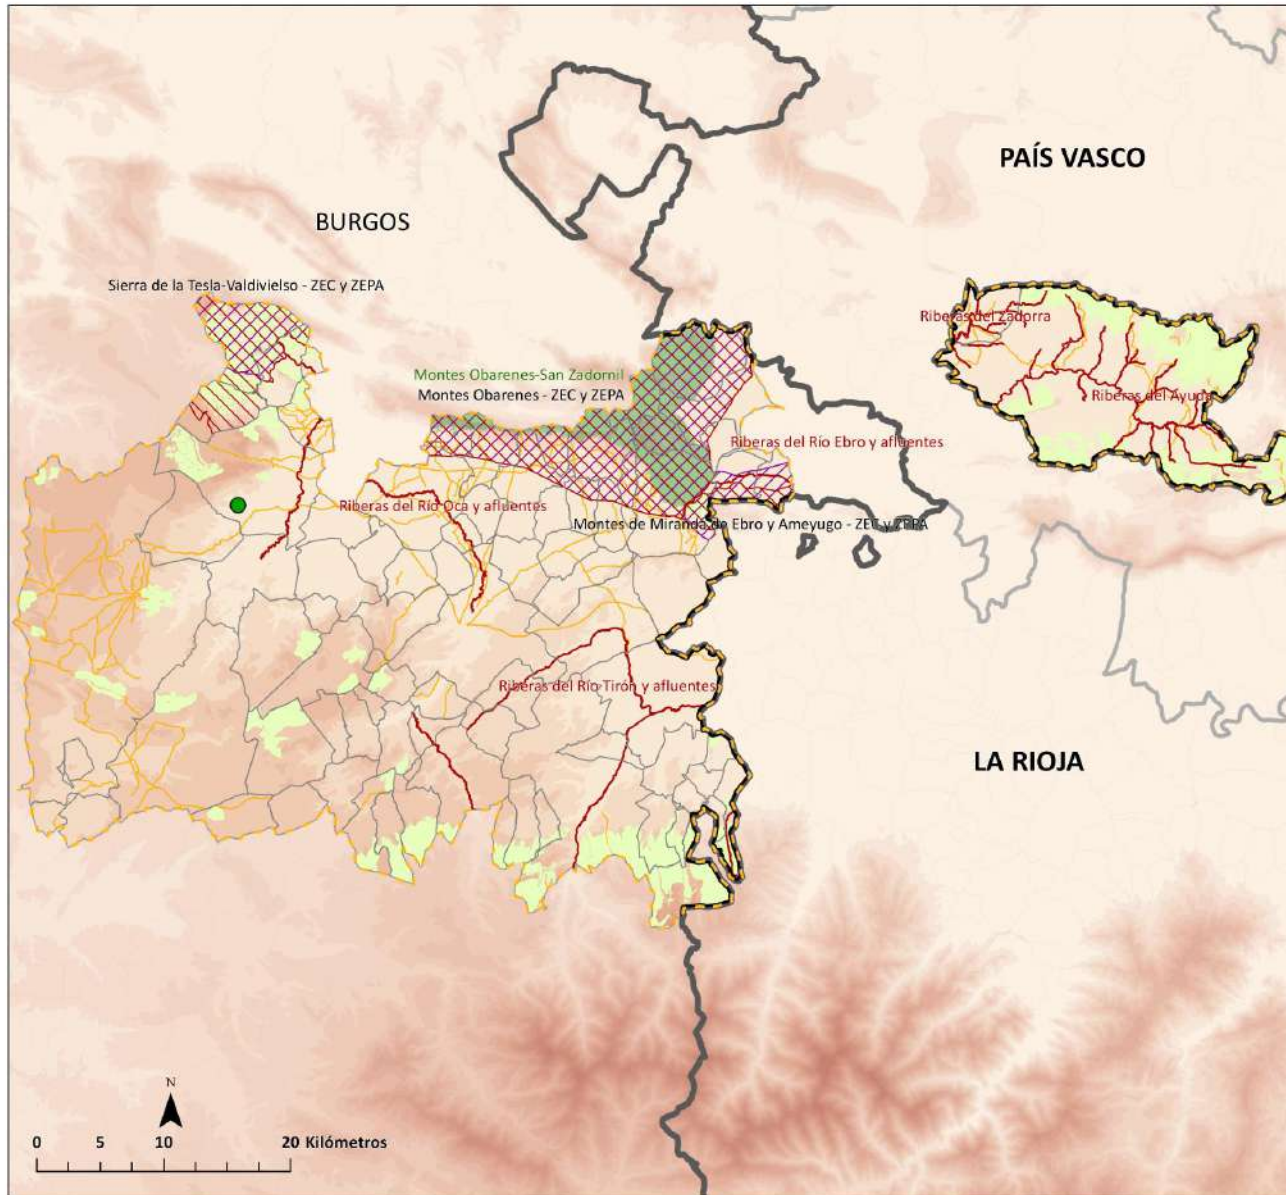 PAÍS VASCO
BURGOS
Sierra de la Tesla-Valdivielso - ZEC y ZEPA
Riberas del Zadorra
Montes Obarenes-San Zadornil
Montes Obarenes - ZEC y ZEPA
Riberas del Ayuda
Riberas del Río Ebro y afluentes
Riberas del Río Oca y afluentes
Montes de Miranda de Ebro y Ameyugo - ZEC y ZEPA
Riberas del Río Tirón y afluentes
LA RIOJA
N
0 5 10 20 Kilómetros